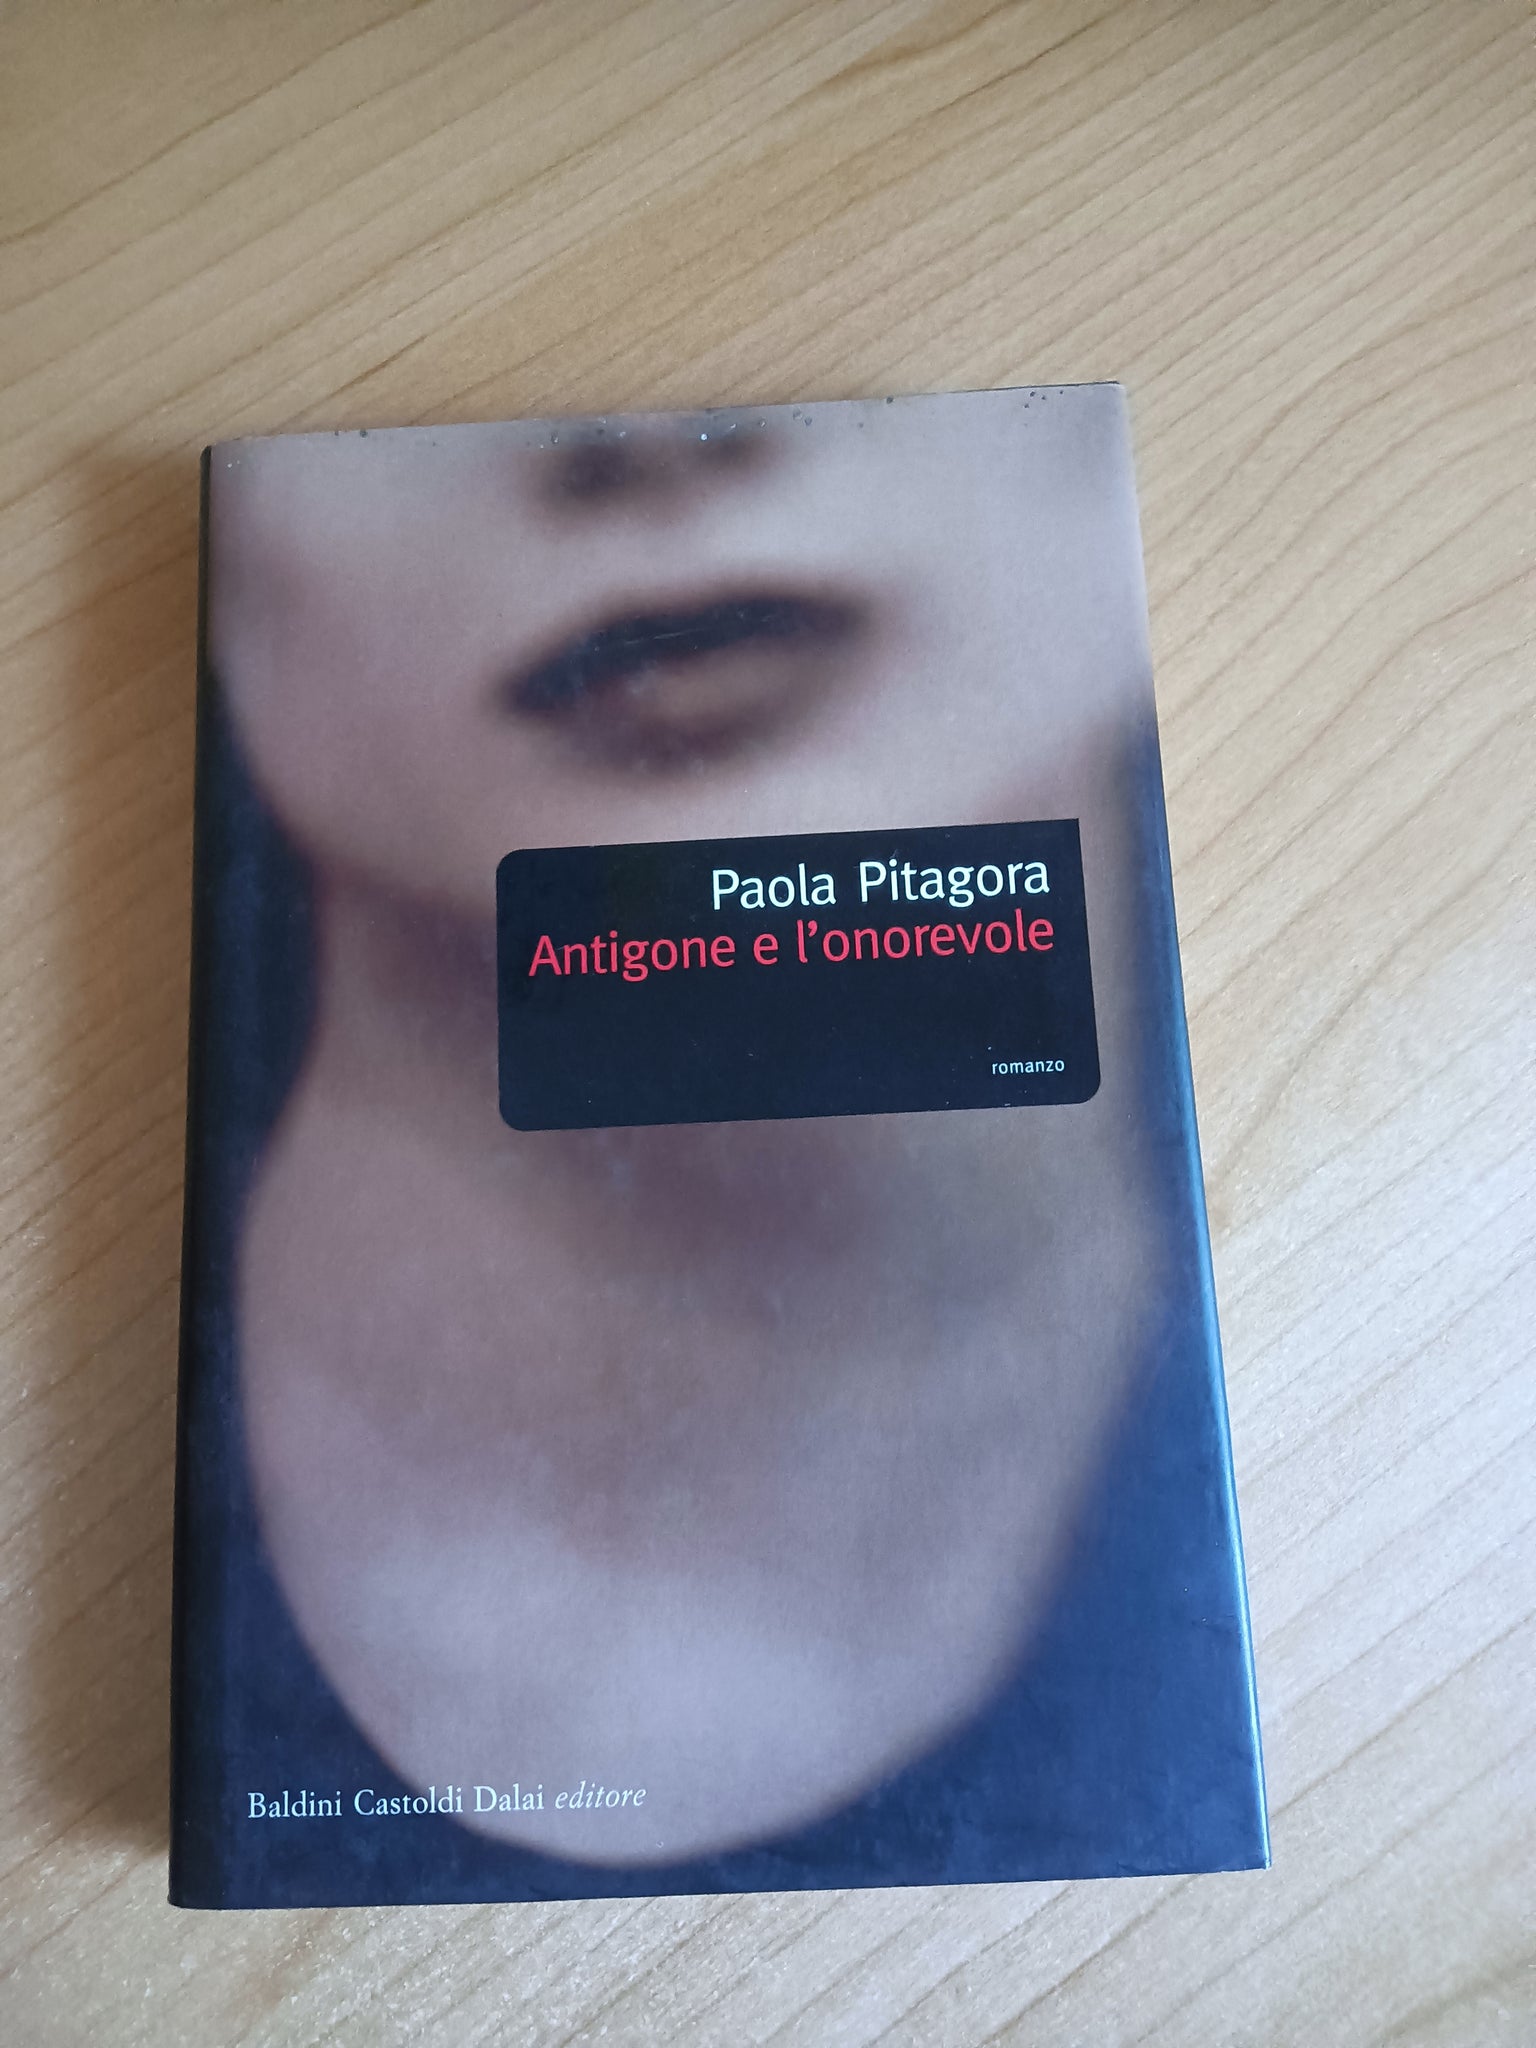 Paola Pitagora
Antigone e l'onorevole
romanzo
Baldini Castoldi Dalai editore